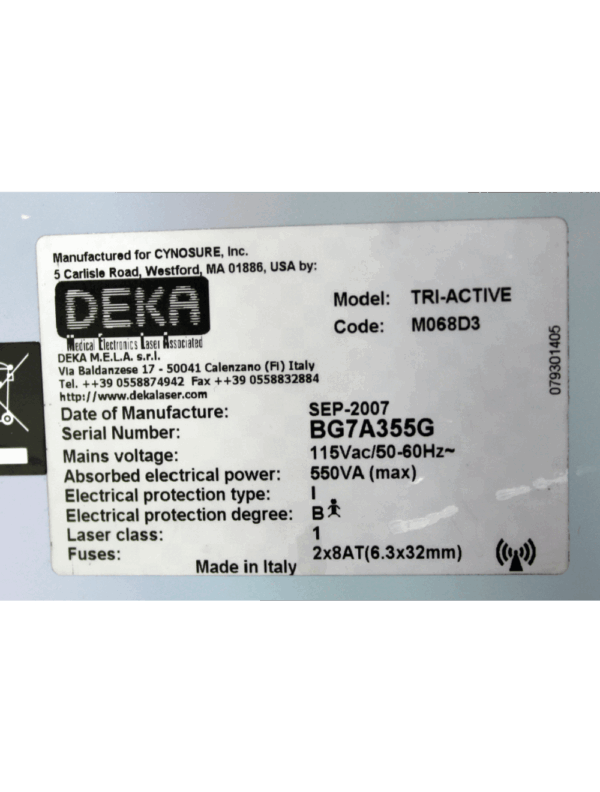 Manufactured for CYNOSURE, Inc.
5 Carlisle Road, Westford, MA 01886, USA by:
DEKA
Medical Electronics Laser Associated
DEKA M.E.L.A. s.r.l.
Via Baldanzese 17 - 50041 Calenzano (FI) Italy
Tel. ++39 0558874942 Fax ++39 0558832884
http://www.dekalaser.com
Model: TRI-ACTIVE
Code: M068D3
079301405
Date of Manufacture: SEP-2007
Serial Number: BG7A355G
Mains voltage: 115Vac/50-60Hz~
Absorbed electrical power: 550VA (max)
Electrical protection type: I
Electrical protection degree: B
Laser class: 1
Fuses: 2x8AT(6.3x32mm)
Made in Italy